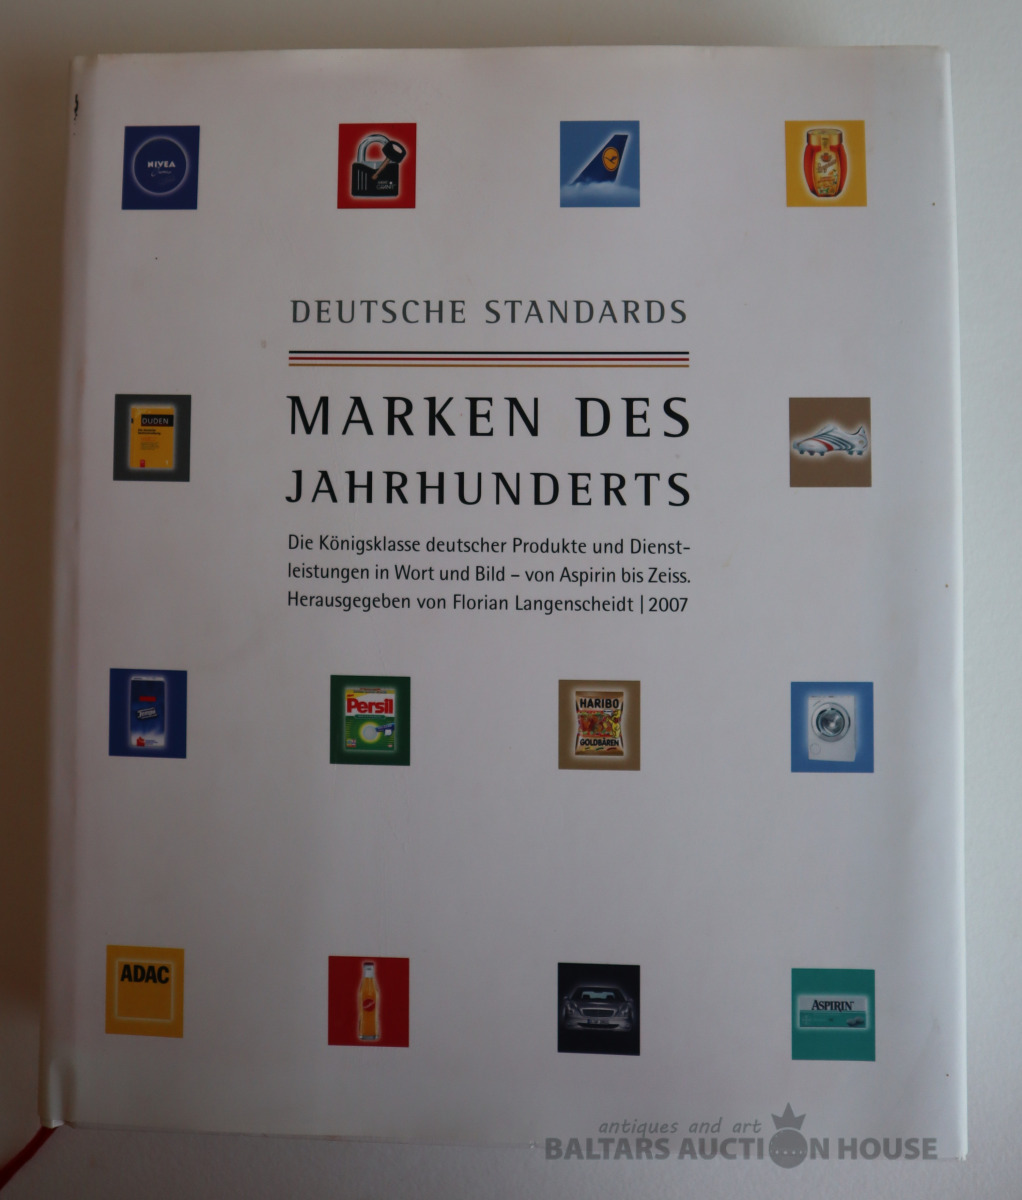 NIVEA
Creme
DEUTSCHE STANDARDS
MARKEN DES
JAHRHUNDERTS
DUDEN
Die Königsklasse deutscher Produkte und Dienst-
leistungen in Wort und Bild – von Aspirin bis Zeiss.
Herausgegeben von Florian Langenscheidt | 2007
Tempo
Persil
HARIBO
GOLDBÄREN
ADAC
ASPIRIN
antiques and art
BALTARS AUCTION HOUSE